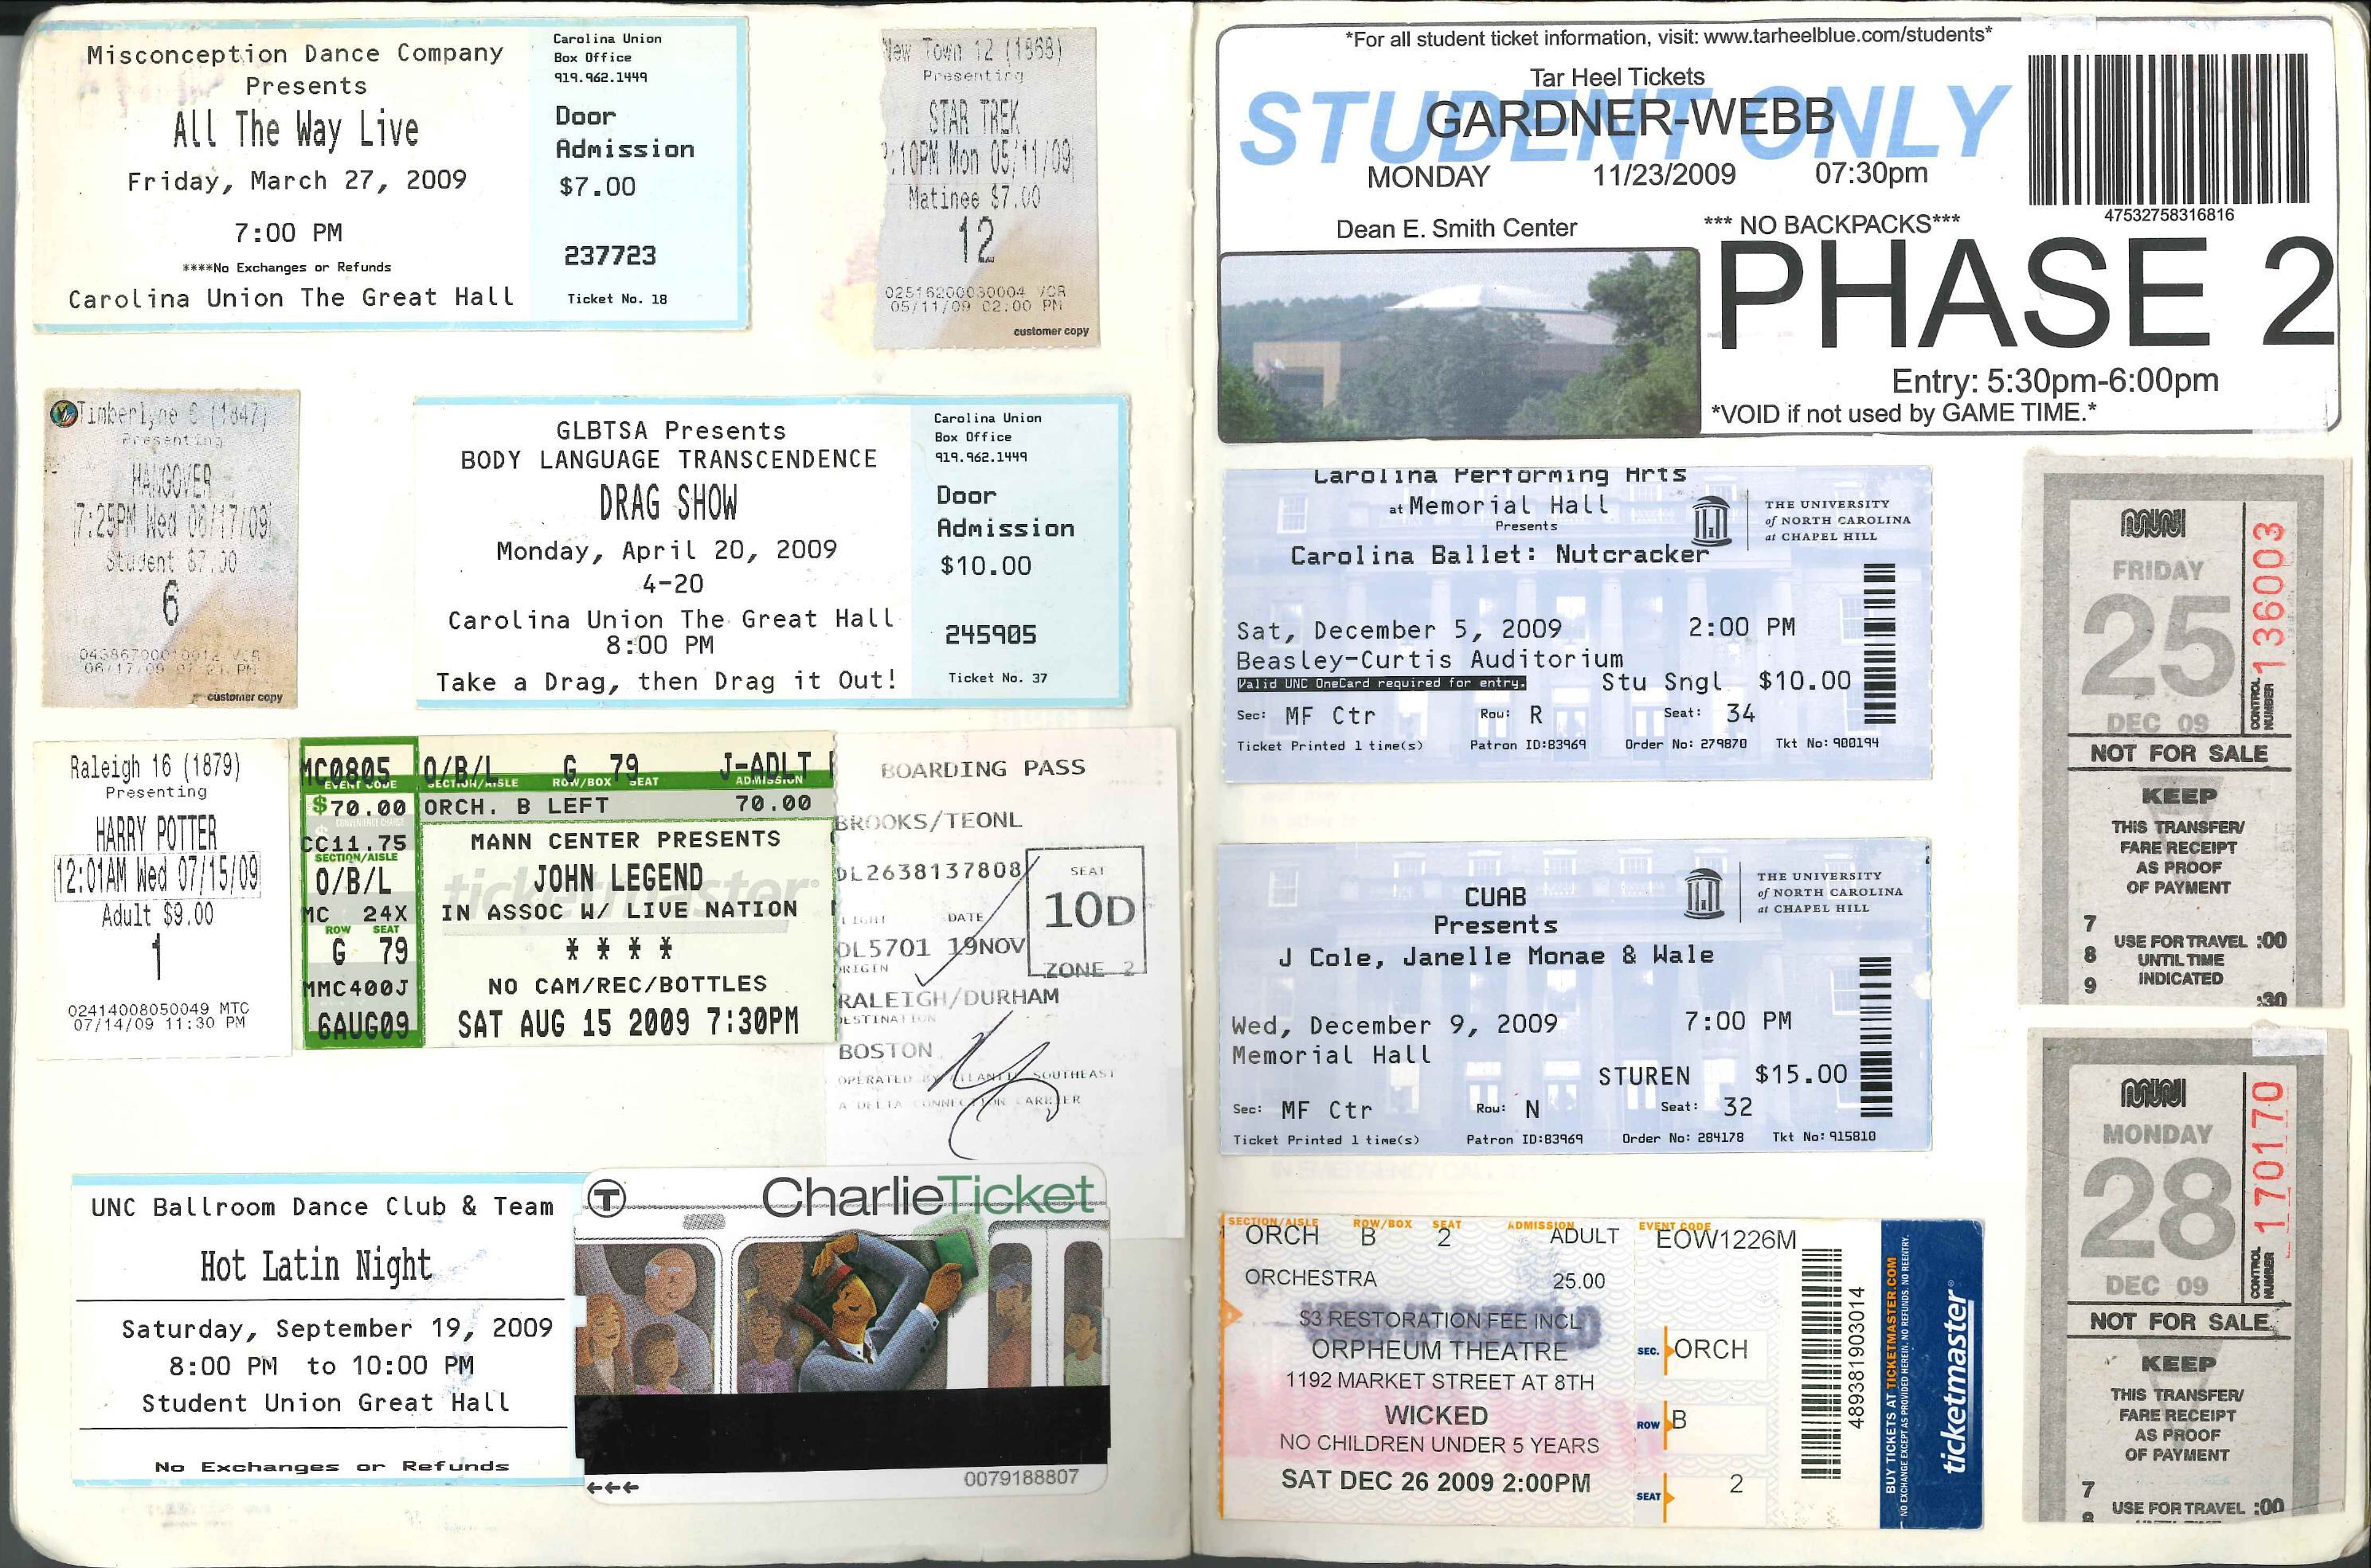 Misconception Dance Company
Presents
All The Way Live
Friday, March 27, 2009
7:00 PM
****No Exchanges or Refunds
Carolina Union The Great Hall
Carolina Union
Box Office
919.962.1449
Door
Admission
$7.00
237723
Ticket No. 18
New Town 12 (1868)
Presenting
STAR TREK
:10PM Mon 05/11/09
Matinee $7.00
12
02516200030004 VCR
05/11/09 02:00 PM
customer copy
Timberlyne 6 (1847)
Presenting
HANGOVER
7:25PM Wed 06/17/09
Student $7.00
6
06/17/09
customer copy
GLBTSA Presents
BODY LANGUAGE TRANSCENDENCE
DRAG SHOW
Monday, April 20, 2009
4-20
Carolina Union The Great Hall
8:00 PM
Take a Drag, then Drag it Out!
Carolina Union
Box Office
919.962.1449
Door
Admission
$10.00
245905
Ticket No. 37
Raleigh 16 (1879)
Presenting
HARRY POTTER
12:01AM Wed 07/15/09
Adult $9.00
1
02414008050049 MTC
07/14/09 11:30 PM
MC0805
EVENT CODE
$70.00
CONVENIENCE CHARGE
CC11.75
SECTION/AISLE
O/B/L
MC 24X
ROW SEAT
G 79
MMC400J
6AUG09
O/B/L G 79 J-ADLT
SECTION/AISLE ROW/BOX SEAT ADMISSION
ORCH. B LEFT 70.00
MANN CENTER PRESENTS
JOHN LEGEND
ticketmaster
IN ASSOC W/ LIVE NATION
* * * *
NO CAM/REC/BOTTLES
SAT AUG 15 2009 7:30PM
BOARDING PASS
BROOKS/TEONL
DL2638137808
SEAT
10D
ZONE 2
FLIGHT DATE
DL5701 19NOV
ORIGIN
RALEIGH/DURHAM
DESTINATION
BOSTON
OPERATED BY ATLANTIC SOUTHEAST
A DELTA CONNECTION CARRIER
UNC Ballroom Dance Club & Team
Hot Latin Night
Saturday, September 19, 2009
8:00 PM to 10:00 PM
Student Union Great Hall
No Exchanges or Refunds
T
CharlieTicket
0079188807
*For all student ticket information, visit: www.tarheelblue.com/students*
Tar Heel Tickets
STUDENT ONLY
GARDNER-WEBB
MONDAY 11/23/2009 07:30pm
Dean E. Smith Center
*** NO BACKPACKS***
47532758316816
PHASE 2
Entry: 5:30pm-6:00pm
*VOID if not used by GAME TIME.*
Carolina Performing Arts
at Memorial Hall
Presents
Carolina Ballet: Nutcracker
THE UNIVERSITY
of NORTH CAROLINA
at CHAPEL HILL
Sat, December 5, 2009 2:00 PM
Beasley-Curtis Auditorium
Valid UNC OneCard required for entry.
Stu Sngl $10.00
Sec: MF Ctr Row: R Seat: 34
Ticket Printed 1 time(s) Patron ID:83969 Order No: 279870 Tkt No: 900194
CUAB
Presents
J Cole, Janelle Monae & Wale
THE UNIVERSITY
of NORTH CAROLINA
at CHAPEL HILL
Wed, December 9, 2009 7:00 PM
Memorial Hall
STUREN $15.00
Sec: MF Ctr Row: N Seat: 32
Ticket Printed 1 time(s) Patron ID:83969 Order No: 284178 Tkt No: 915810
SECTION/AISLE ROW/BOX SEAT ADMISSION EVENT CODE
ORCH B 2 ADULT EOW1226M
ORCHESTRA 25.00
$3 RESTORATION FEE INCL
ORPHEUM THEATRE
1192 MARKET STREET AT 8TH
WICKED
NO CHILDREN UNDER 5 YEARS
SAT DEC 26 2009 2:00PM
SEC. ORCH
ROW B
SEAT 2
489381903014
BUY TICKETS AT TICKETMASTER.COM
NO EXCHANGE EXCEPT AS PROVIDED HEREIN. NO REFUNDS. NO REENTRY.
ticketmaster
MUNI
FRIDAY
25
DEC 09
CONTROL NUMBER
136003
NOT FOR SALE
KEEP
THIS TRANSFER/
FARE RECEIPT
AS PROOF
OF PAYMENT
7
8
9
USE FOR TRAVEL :00
UNTIL TIME
INDICATED
:30
MUNI
MONDAY
28
DEC 09
CONTROL NUMBER
170170
NOT FOR SALE
KEEP
THIS TRANSFER/
FARE RECEIPT
AS PROOF
OF PAYMENT
7
8
USE FOR TRAVEL :00